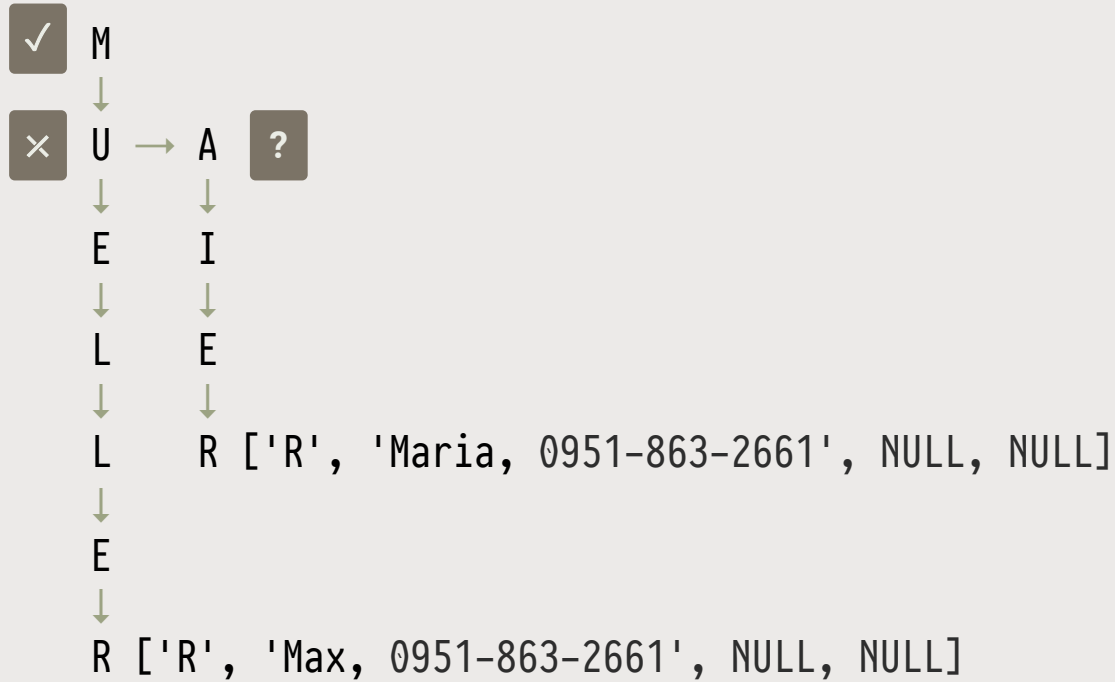 ✓ M
↓
✕ U → A ?
↓ ↓
E I
↓ ↓
L E
↓ ↓
L R ['R', 'Maria, 0951-863-2661', NULL, NULL]
↓
E
↓
R ['R', 'Max, 0951-863-2661', NULL, NULL]